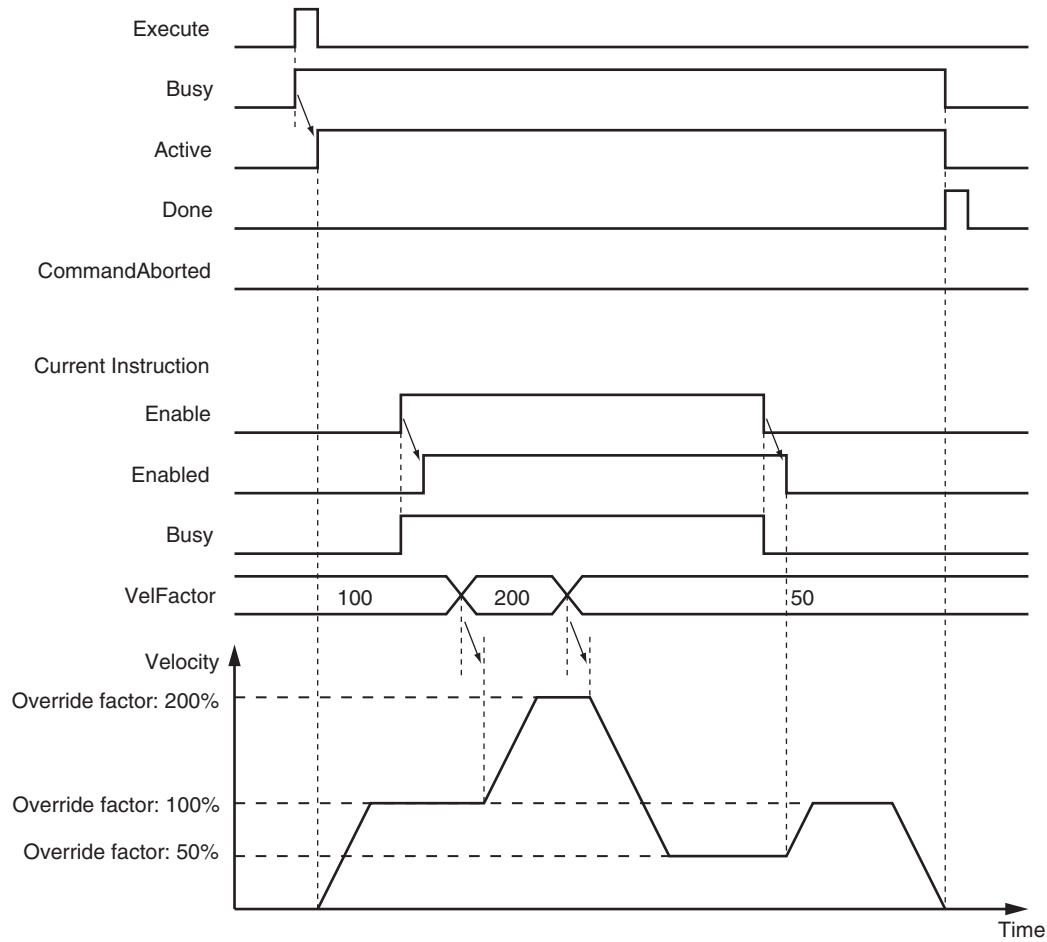 Execute
Busy
Active
Done
CommandAborted
Current Instruction
Enable
Enabled
Busy
VelFactor
100
200
50
Velocity
Override factor: 200%
Override factor: 100%
Override factor: 50%
Time